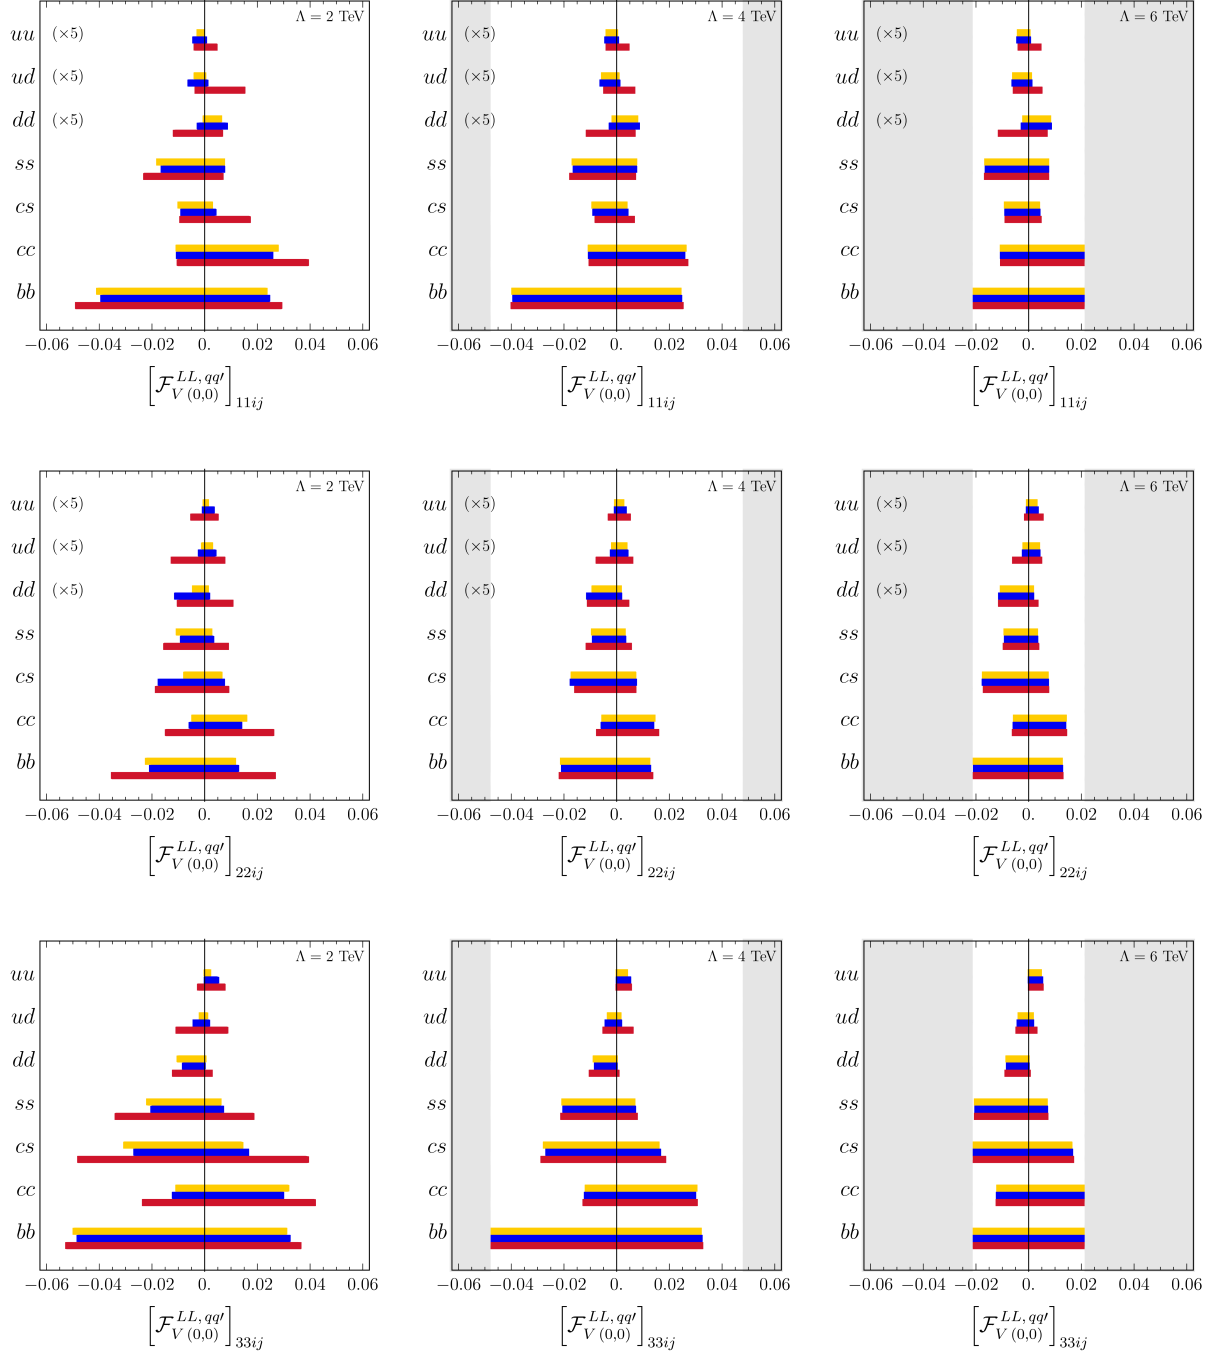 Λ = 2 TeV
uu (×5)
ud (×5)
dd (×5)
ss
cs
cc
bb
−0.06 −0.04 −0.02 0. 0.02 0.04 0.06
[F_{V (0,0)}^{LL, qq′}]_{11ij}
Λ = 4 TeV
uu (×5)
ud (×5)
dd (×5)
ss
cs
cc
bb
−0.06 −0.04 −0.02 0. 0.02 0.04 0.06
[F_{V (0,0)}^{LL, qq′}]_{11ij}
Λ = 6 TeV
uu (×5)
ud (×5)
dd (×5)
ss
cs
cc
bb
−0.06 −0.04 −0.02 0. 0.02 0.04 0.06
[F_{V (0,0)}^{LL, qq′}]_{11ij}
Λ = 2 TeV
uu (×5)
ud (×5)
dd (×5)
ss
cs
cc
bb
−0.06 −0.04 −0.02 0. 0.02 0.04 0.06
[F_{V (0,0)}^{LL, qq′}]_{22ij}
Λ = 4 TeV
uu (×5)
ud (×5)
dd (×5)
ss
cs
cc
bb
−0.06 −0.04 −0.02 0. 0.02 0.04 0.06
[F_{V (0,0)}^{LL, qq′}]_{22ij}
Λ = 6 TeV
uu (×5)
ud (×5)
dd (×5)
ss
cs
cc
bb
−0.06 −0.04 −0.02 0. 0.02 0.04 0.06
[F_{V (0,0)}^{LL, qq′}]_{22ij}
Λ = 2 TeV
uu
ud
dd
ss
cs
cc
bb
−0.06 −0.04 −0.02 0. 0.02 0.04 0.06
[F_{V (0,0)}^{LL, qq′}]_{33ij}
Λ = 4 TeV
uu
ud
dd
ss
cs
cc
bb
−0.06 −0.04 −0.02 0. 0.02 0.04 0.06
[F_{V (0,0)}^{LL, qq′}]_{33ij}
Λ = 6 TeV
uu
ud
dd
ss
cs
cc
bb
−0.06 −0.04 −0.02 0. 0.02 0.04 0.06
[F_{V (0,0)}^{LL, qq′}]_{33ij}